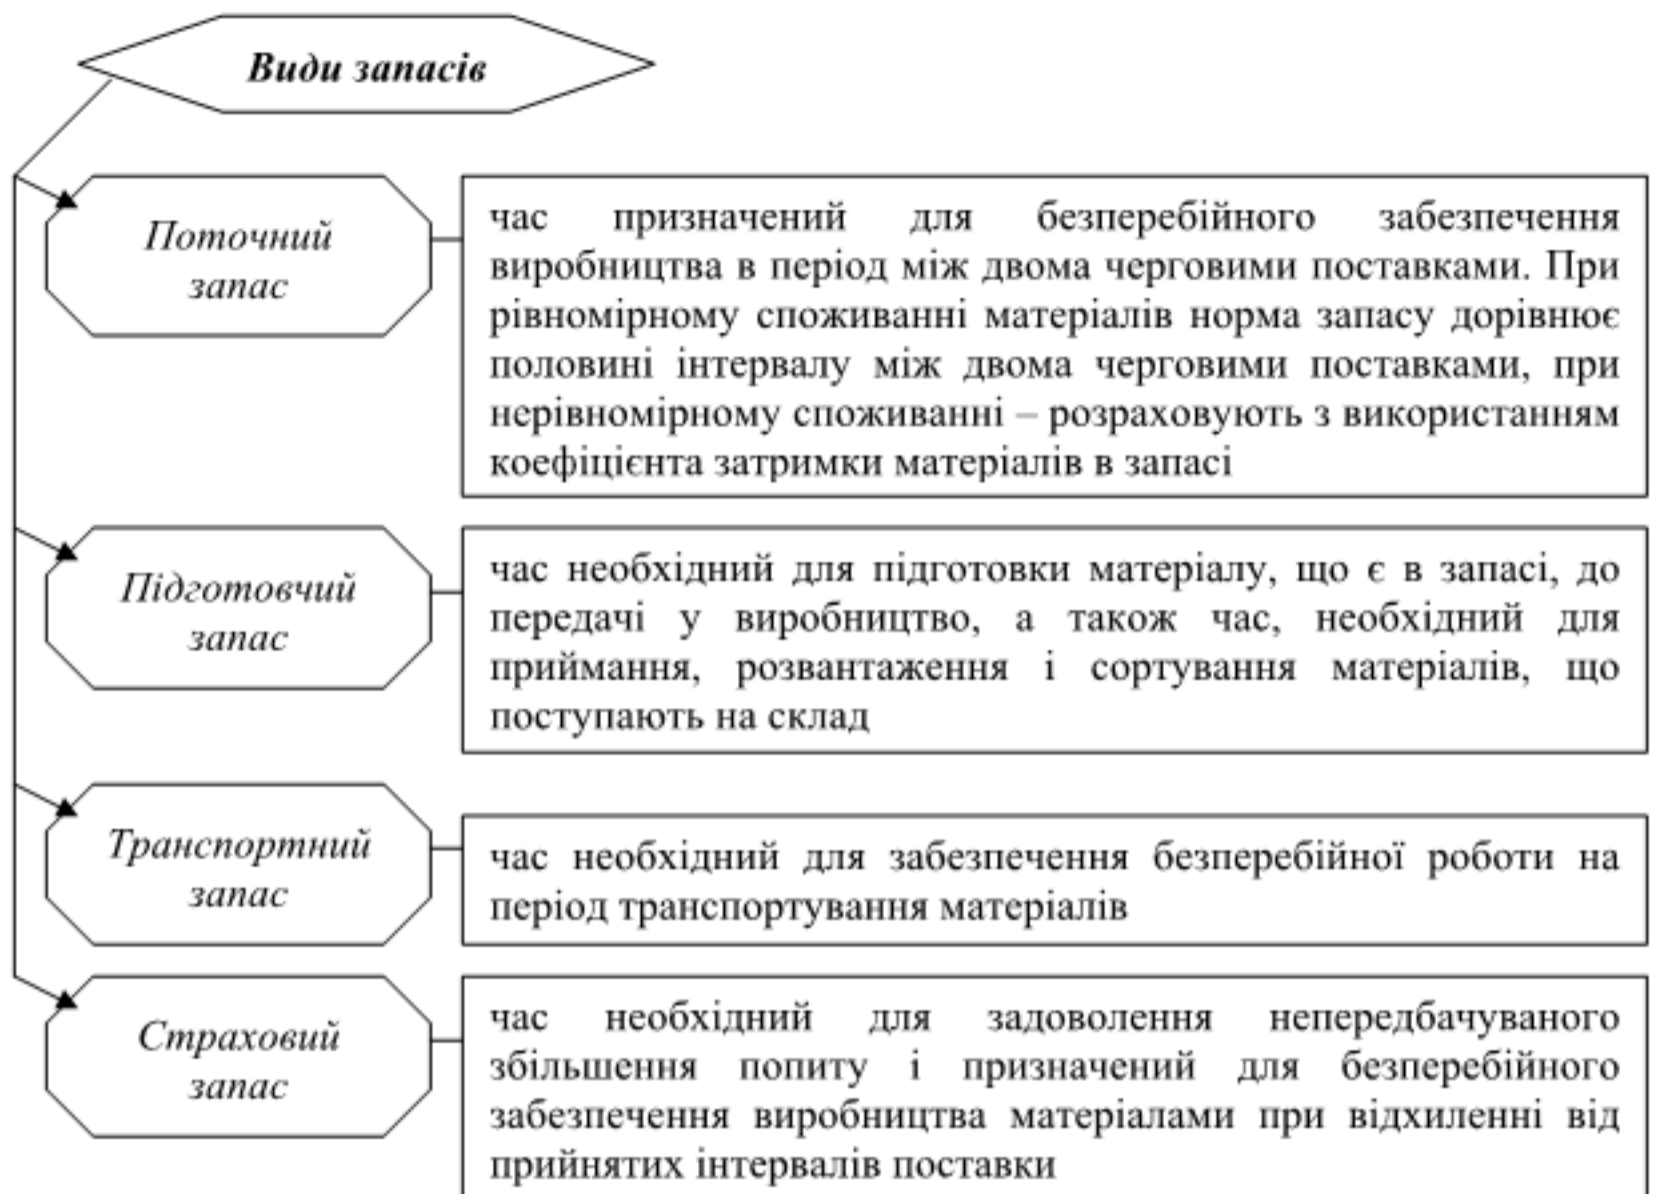 Види запасів
Поточний
запас
час призначений для безперебійного забезпечення
виробництва в період між двома черговими поставками. При
рівномірному споживанні матеріалів норма запасу дорівнює
половині інтервалу між двома черговими поставками, при
нерівномірному споживанні – розраховують з використанням
коефіцієнта затримки матеріалів в запасі
Підготовчий
запас
час необхідний для підготовки матеріалу, що є в запасі, до
передачі у виробництво, а також час, необхідний для
приймання, розвантаження і сортування матеріалів, що
поступають на склад
Транспортний
запас
час необхідний для забезпечення безперебійної роботи на
період транспортування матеріалів
Страховий
запас
час необхідний для задоволення непередбачуваного
збільшення попиту і призначений для безперебійного
забезпечення виробництва матеріалами при відхиленні від
прийнятих інтервалів поставки